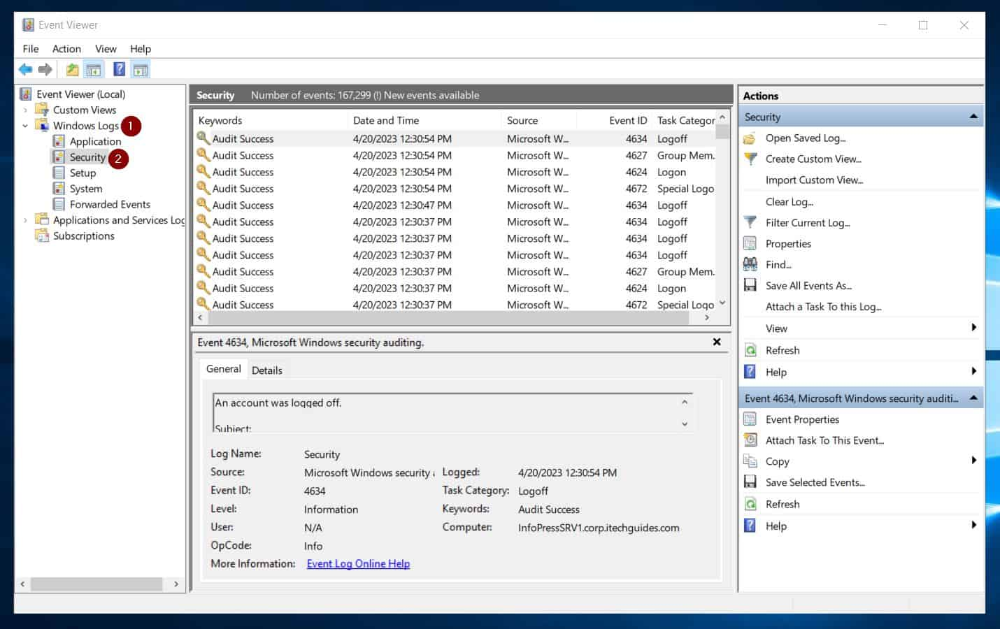 Event Viewer
File Action View Help
Event Viewer (Local)
Custom Views
Windows Logs 1
Application
Security 2
Setup
System
Forwarded Events
Applications and Services Log
Subscriptions
Security Number of events: 167,299 (!) New events available
Keywords Date and Time Source Event ID Task Categor
Audit Success 4/20/2023 12:30:54 PM Microsoft W... 4634 Logoff
Audit Success 4/20/2023 12:30:54 PM Microsoft W... 4627 Group Mem.
Audit Success 4/20/2023 12:30:54 PM Microsoft W... 4624 Logon
Audit Success 4/20/2023 12:30:54 PM Microsoft W... 4672 Special Logo
Audit Success 4/20/2023 12:30:47 PM Microsoft W... 4634 Logoff
Audit Success 4/20/2023 12:30:37 PM Microsoft W... 4634 Logoff
Audit Success 4/20/2023 12:30:37 PM Microsoft W... 4634 Logoff
Audit Success 4/20/2023 12:30:37 PM Microsoft W... 4634 Logoff
Audit Success 4/20/2023 12:30:37 PM Microsoft W... 4627 Group Mem.
Audit Success 4/20/2023 12:30:37 PM Microsoft W... 4624 Logon
Audit Success 4/20/2023 12:30:37 PM Microsoft W... 4672 Special Logo
Event 4634, Microsoft Windows security auditing.
General Details
An account was logged off.
Subject:
Log Name: Security
Source: Microsoft Windows security Logged: 4/20/2023 12:30:54 PM
Event ID: 4634 Task Category: Logoff
Level: Information Keywords: Audit Success
User: N/A Computer: InfoPressSRV1.corp.itechguides.com
OpCode: Info
More Information: Event Log Online Help
Actions
Security
Open Saved Log...
Create Custom View...
Import Custom View...
Clear Log...
Filter Current Log...
Properties
Find...
Save All Events As...
Attach a Task To this Log...
View
Refresh
Help
Event 4634, Microsoft Windows security auditi...
Event Properties
Attach Task To This Event...
Copy
Save Selected Events...
Refresh
Help